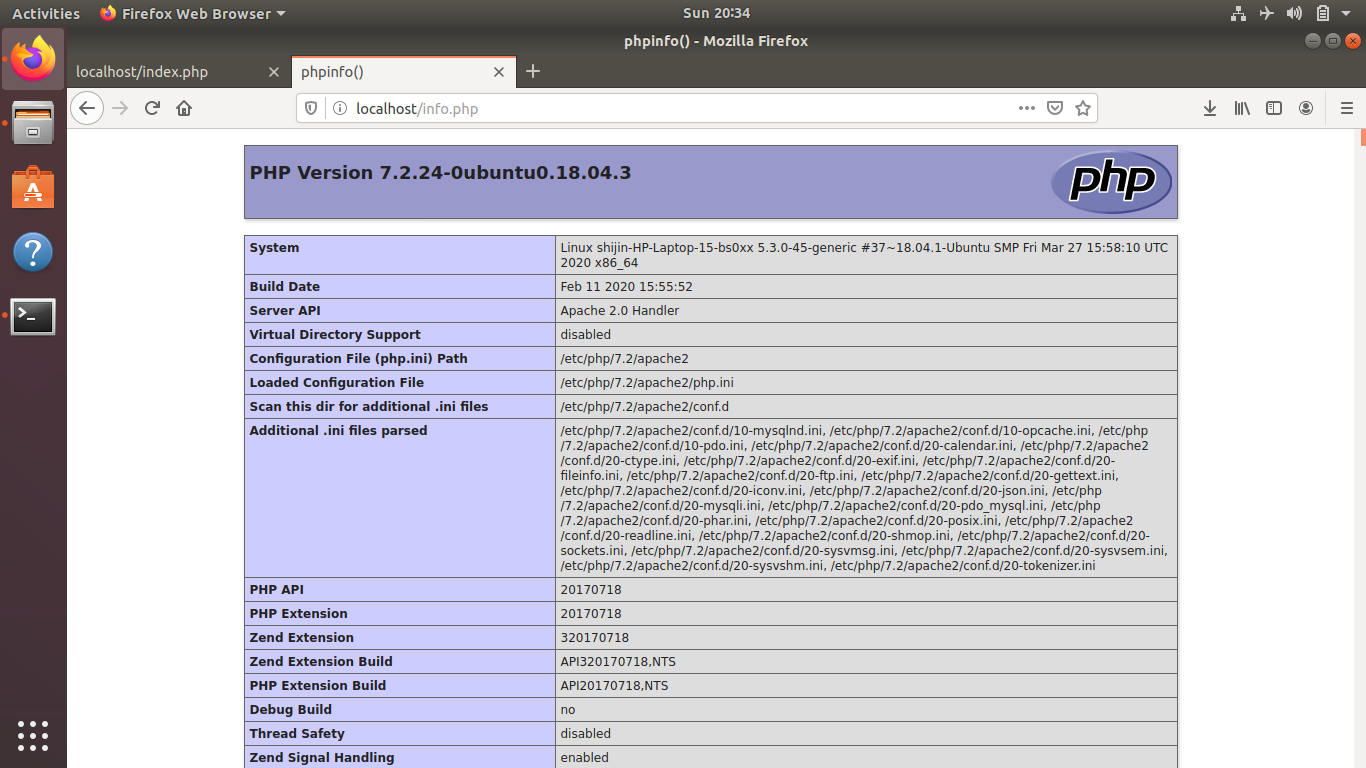 Activities Firefox Web Browser Sun 20:34
phpinfo() - Mozilla Firefox
localhost/index.php phpinfo()
localhost/info.php
PHP Version 7.2.24-0ubuntu0.18.04.3 php
System Linux shijin-HP-Laptop-15-bs0xx 5.3.0-45-generic #37~18.04.1-Ubuntu SMP Fri Mar 27 15:58:10 UTC
2020 x86_64
Build Date Feb 11 2020 15:55:52
Server API Apache 2.0 Handler
Virtual Directory Support disabled
Configuration File (php.ini) Path /etc/php/7.2/apache2
Loaded Configuration File /etc/php/7.2/apache2/php.ini
Scan this dir for additional .ini files /etc/php/7.2/apache2/conf.d
Additional .ini files parsed /etc/php/7.2/apache2/conf.d/10-mysqlnd.ini, /etc/php/7.2/apache2/conf.d/10-opcache.ini, /etc/php
/7.2/apache2/conf.d/10-pdo.ini, /etc/php/7.2/apache2/conf.d/20-calendar.ini, /etc/php/7.2/apache2
/conf.d/20-ctype.ini, /etc/php/7.2/apache2/conf.d/20-exif.ini, /etc/php/7.2/apache2/conf.d/20-
fileinfo.ini, /etc/php/7.2/apache2/conf.d/20-ftp.ini, /etc/php/7.2/apache2/conf.d/20-gettext.ini,
/etc/php/7.2/apache2/conf.d/20-iconv.ini, /etc/php/7.2/apache2/conf.d/20-json.ini, /etc/php
/7.2/apache2/conf.d/20-mysqli.ini, /etc/php/7.2/apache2/conf.d/20-pdo_mysql.ini, /etc/php
/7.2/apache2/conf.d/20-phar.ini, /etc/php/7.2/apache2/conf.d/20-posix.ini, /etc/php/7.2/apache2
/conf.d/20-readline.ini, /etc/php/7.2/apache2/conf.d/20-shmop.ini, /etc/php/7.2/apache2/conf.d/20-
sockets.ini, /etc/php/7.2/apache2/conf.d/20-sysvmsg.ini, /etc/php/7.2/apache2/conf.d/20-sysvsem.ini,
/etc/php/7.2/apache2/conf.d/20-sysvshm.ini, /etc/php/7.2/apache2/conf.d/20-tokenizer.ini
PHP API 20170718
PHP Extension 20170718
Zend Extension 320170718
Zend Extension Build API320170718,NTS
PHP Extension Build API20170718,NTS
Debug Build no
Thread Safety disabled
Zend Signal Handling enabled